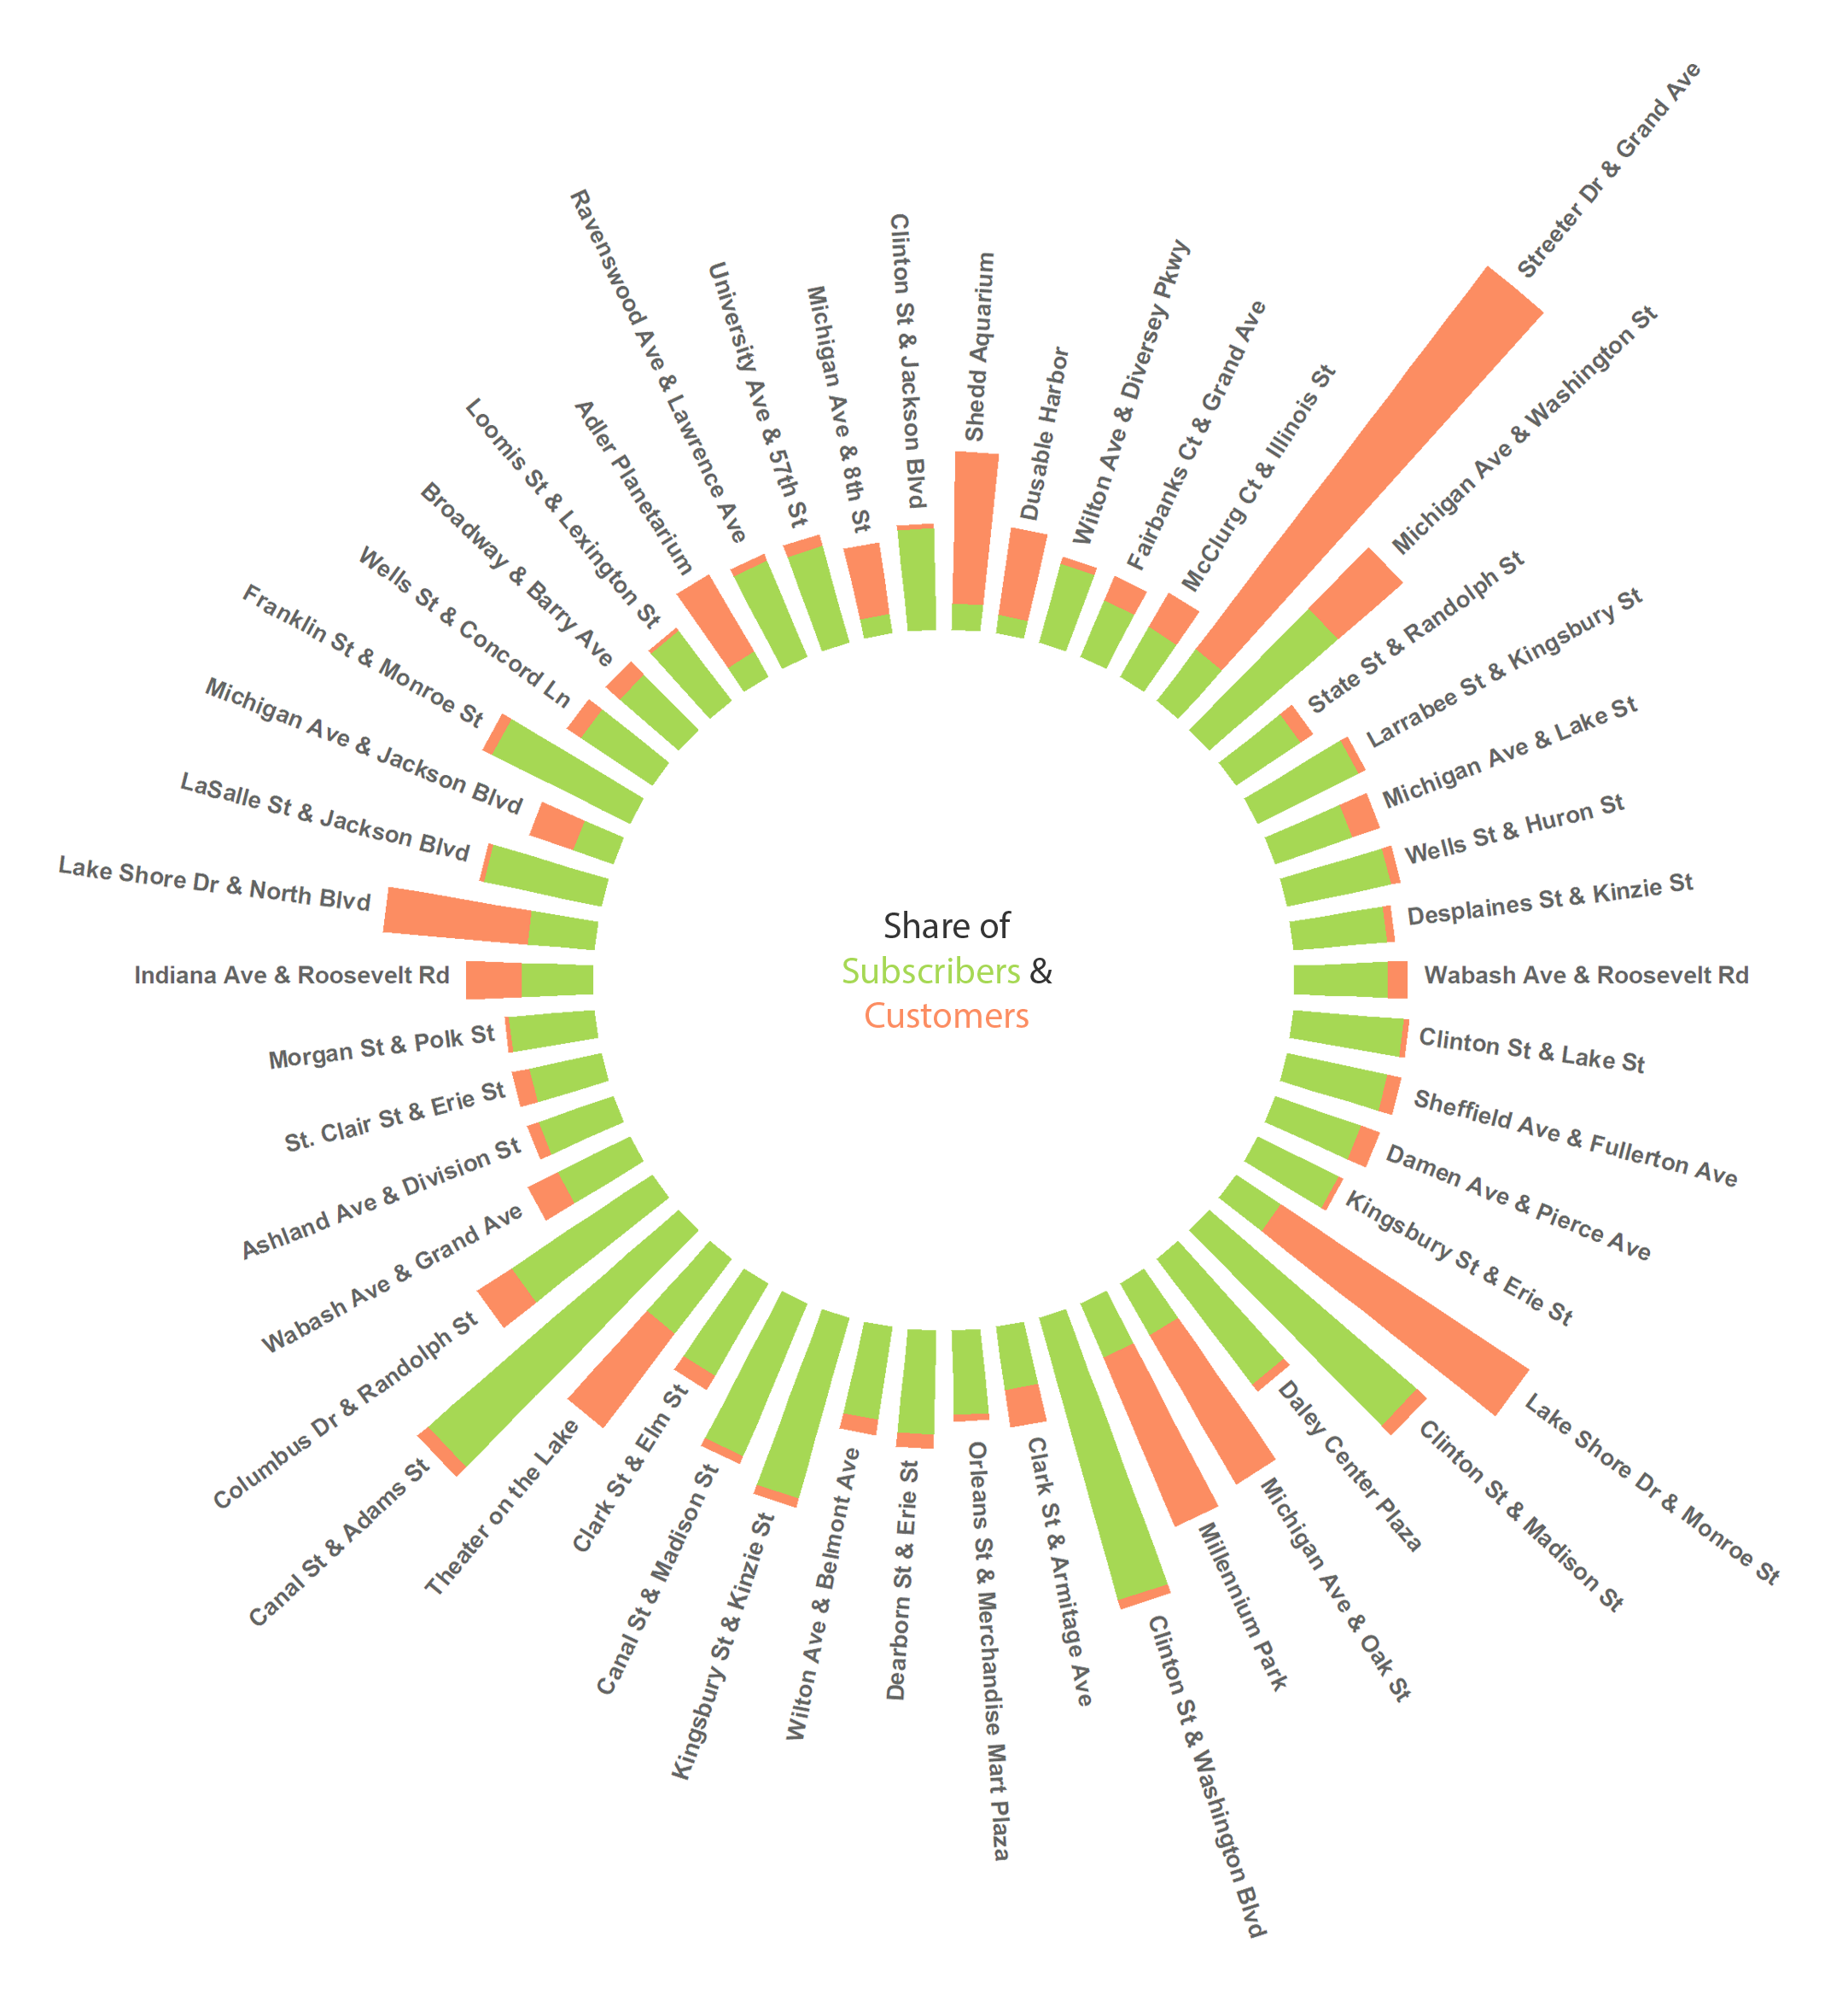 Share of
Subscribers &
Customers
Shedd Aquarium
Dusable Harbor
Wilton Ave & Diversey Pkwy
Fairbanks Ct & Grand Ave
McClurg Ct & Illinois St
Streeter Dr & Grand Ave
Michigan Ave & Washington St
State St & Randolph St
Larrabee St & Kingsbury St
Michigan Ave & Lake St
Wells St & Huron St
Desplaines St & Kinzie St
Wabash Ave & Roosevelt Rd
Clinton St & Lake St
Sheffield Ave & Fullerton Ave
Damen Ave & Pierce Ave
Kingsbury St & Erie St
Lake Shore Dr & Monroe St
Clinton St & Madison St
Daley Center Plaza
Michigan Ave & Oak St
Millennium Park
Clinton St & Washington Blvd
Clark St & Armitage Ave
Orleans St & Merchandise Mart Plaza
Dearborn St & Erie St
Wilton Ave & Belmont Ave
Kingsbury St & Kinzie St
Canal St & Madison St
Clark St & Elm St
Theater on the Lake
Canal St & Adams St
Columbus Dr & Randolph St
Wabash Ave & Grand Ave
Ashland Ave & Division St
St. Clair St & Erie St
Morgan St & Polk St
Indiana Ave & Roosevelt Rd
Lake Shore Dr & North Blvd
LaSalle St & Jackson Blvd
Michigan Ave & Jackson Blvd
Franklin St & Monroe St
Wells St & Concord Ln
Broadway & Barry Ave
Loomis St & Lexington St
Adler Planetarium
Ravenswood Ave & Lawrence Ave
University Ave & 57th St
Michigan Ave & 8th St
Clinton St & Jackson Blvd